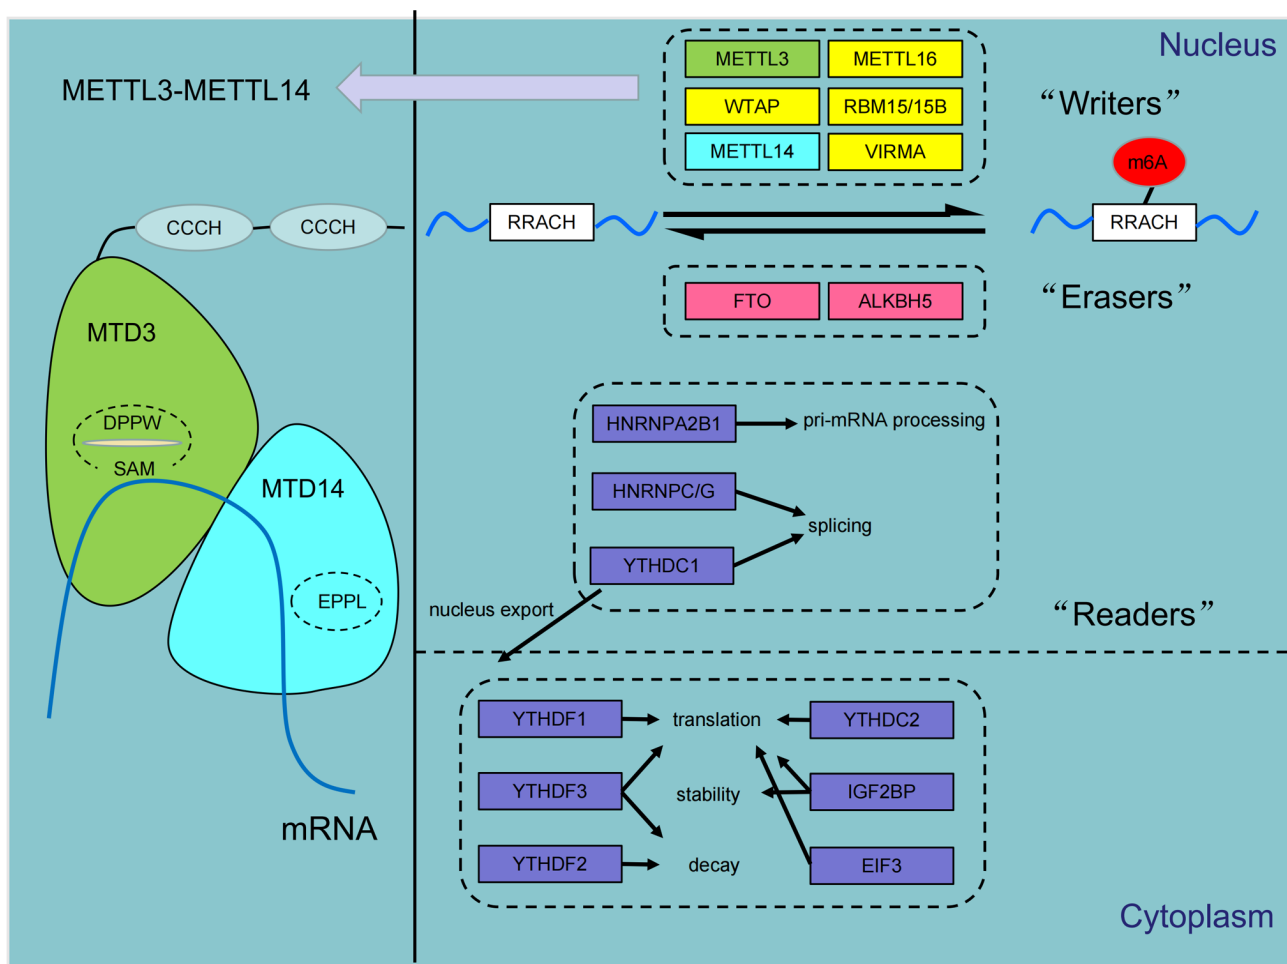 METTL3-METTL14
CCCH
CCCH
MTD3
DPPW
SAM
MTD14
EPPL
mRNA
Nucleus
METTL3
METTL16
WTAP
RBM15/15B
METTL14
VIRMA
“Writers”
m6A
RRACH
RRACH
FTO
ALKBH5
“Erasers”
HNRNPA2B1
pri-mRNA processing
HNRNPC/G
splicing
YTHDC1
nucleus export
“Readers”
YTHDF1
translation
YTHDC2
YTHDF3
stability
IGF2BP
YTHDF2
decay
EIF3
Cytoplasm